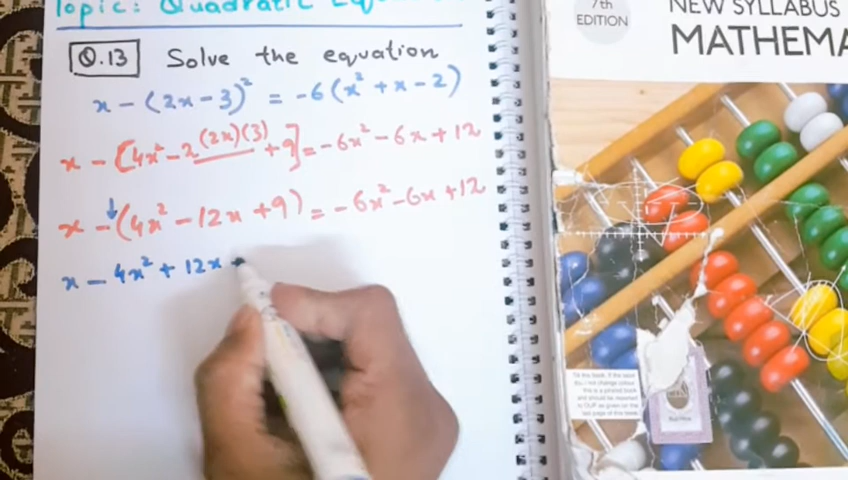 Topic: Quadratic
Q.13 Solve the equation
x - (2x - 3)² = -6(x² + x - 2)
x - [4x² - 2(2x)(3) + 9] = -6x² - 6x + 12
x - (4x² - 12x + 9) = -6x² - 6x + 12
x - 4x² + 12x -
7th
EDITION
NEW SYLLABUS
MATHEMA